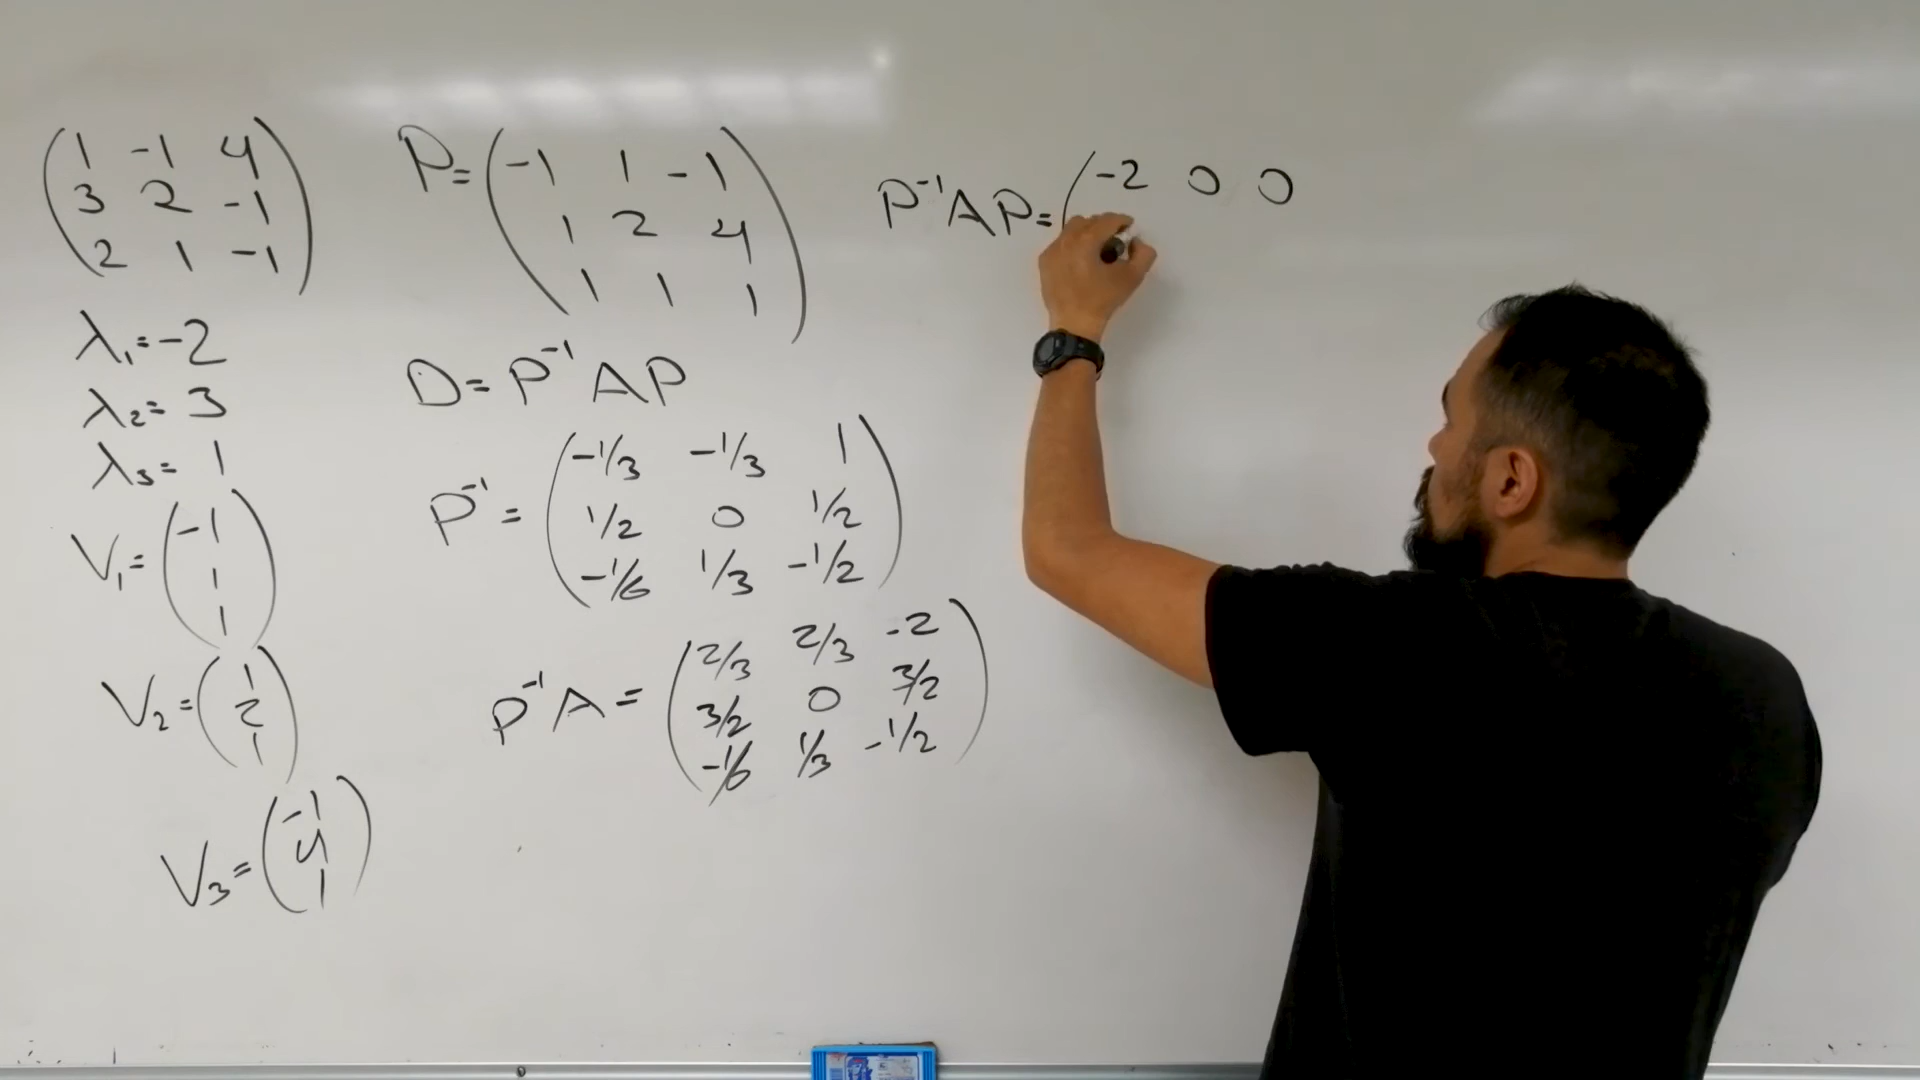 1 -1 4
3 2 -1
2 1 -1
λ₁=-2
λ₂=3
λ₃=1
V₁=(-1
1
1)
V₂=(1
2
1)
V₃=(-1
4
1)
P=(-1 1 -1
1 2 4
1 1 1)
D=P⁻¹AP
P⁻¹=(-1/3 -1/3 1
1/2 0 1/2
-1/6 1/3 -1/2)
P⁻¹A=(2/3 2/3 -2
3/2 0 3/2
-1/6 1/3 -1/2)
P⁻¹AP=(-2 0 0